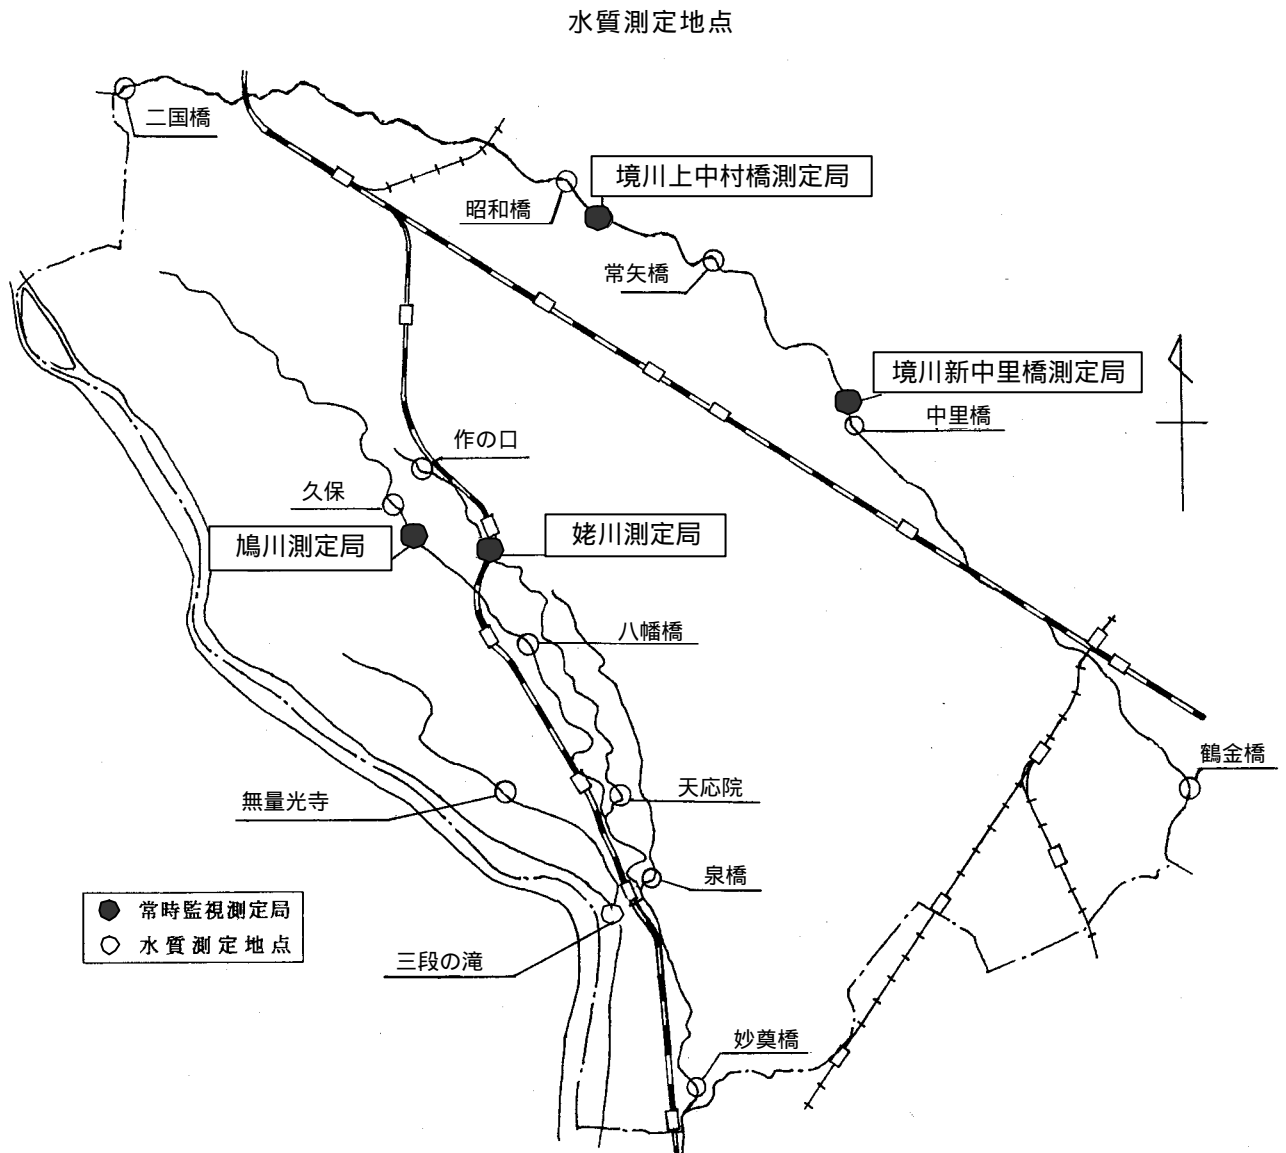 水質測定地点
二国橋
境川上中村橋測定局
昭和橋
常矢橋
境川新中里橋測定局
中里橋
作の口
久保
鳩川測定局
姥川測定局
八幡橋
鶴金橋
無量光寺
天応院
泉橋
常時監視測定局
水質測定地点
三段の滝
妙奠橋